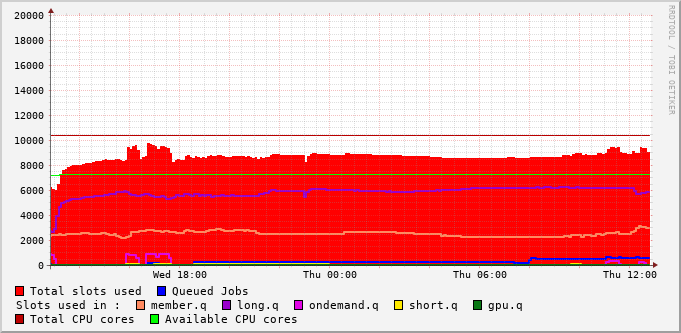 20000
18000
16000
14000
12000
10000
8000
6000
4000
2000
0
Wed 18:00 Thu 00:00 Thu 06:00 Thu 12:00
Total slots used Queued Jobs
Slots used in : member.q long.q ondemand.q short.q gpu.q
Total CPU cores Available CPU cores
RRDTOOL / TOBI OETIKER